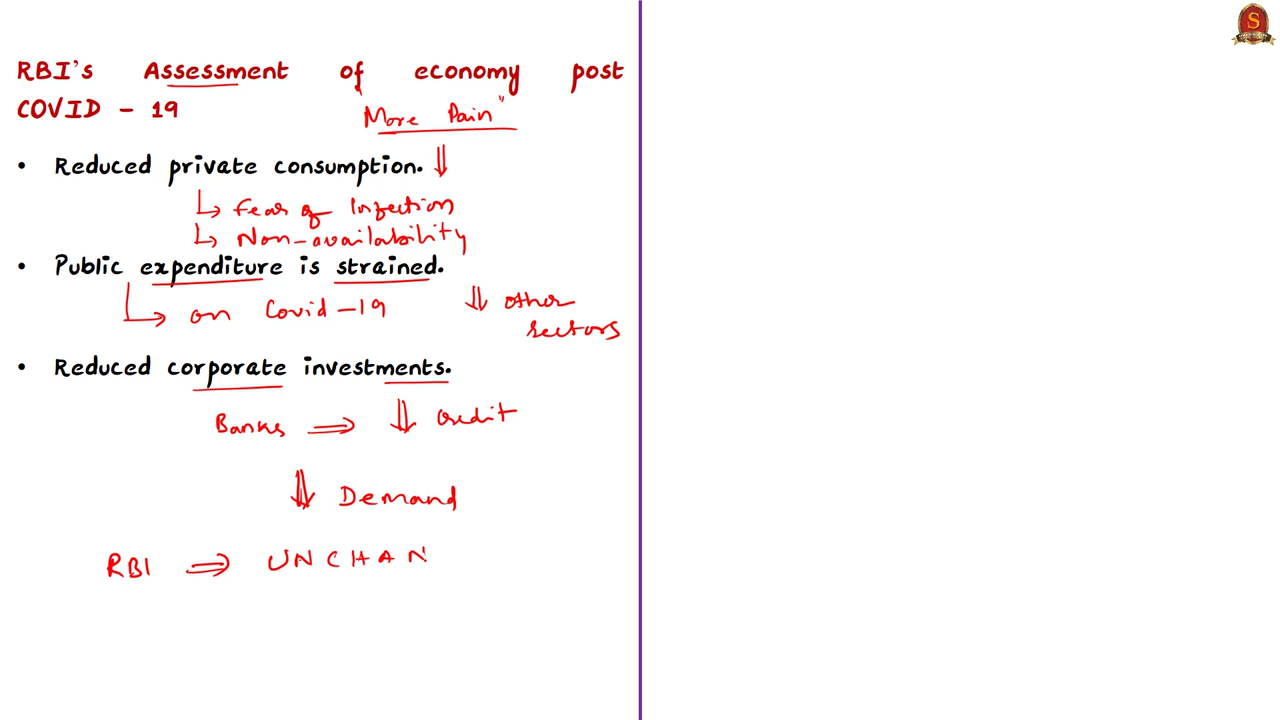 RBI's Assessment of economy post
COVID - 19
"More Pain"
• Reduced private consumption. ⇓
↳ Fear of Infection
↳ Non-availability
• Public expenditure is strained.
↳ on Covid-19 ⇓ other
sectors
• Reduced corporate investments.
Banks ⇒ ⇓ Credit
⇓ Demand
RBI ⇒ UNCHAN
S